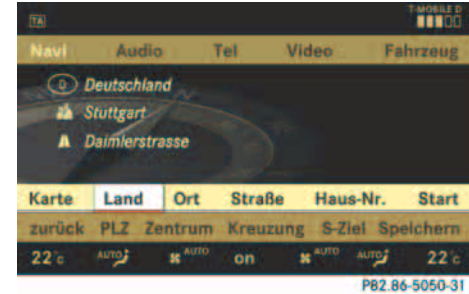 TA T-MOBILE D
Navi Audio Tel Video Fahrzeug
D Deutschland
Stuttgart
Daimlerstrasse
Karte Land Ort Straße Haus-Nr. Start
zurück PLZ Zentrum Kreuzung S-Ziel Speichern
22°c AUTO AUTO on AUTO AUTO 22°c
P82.86-5050-31